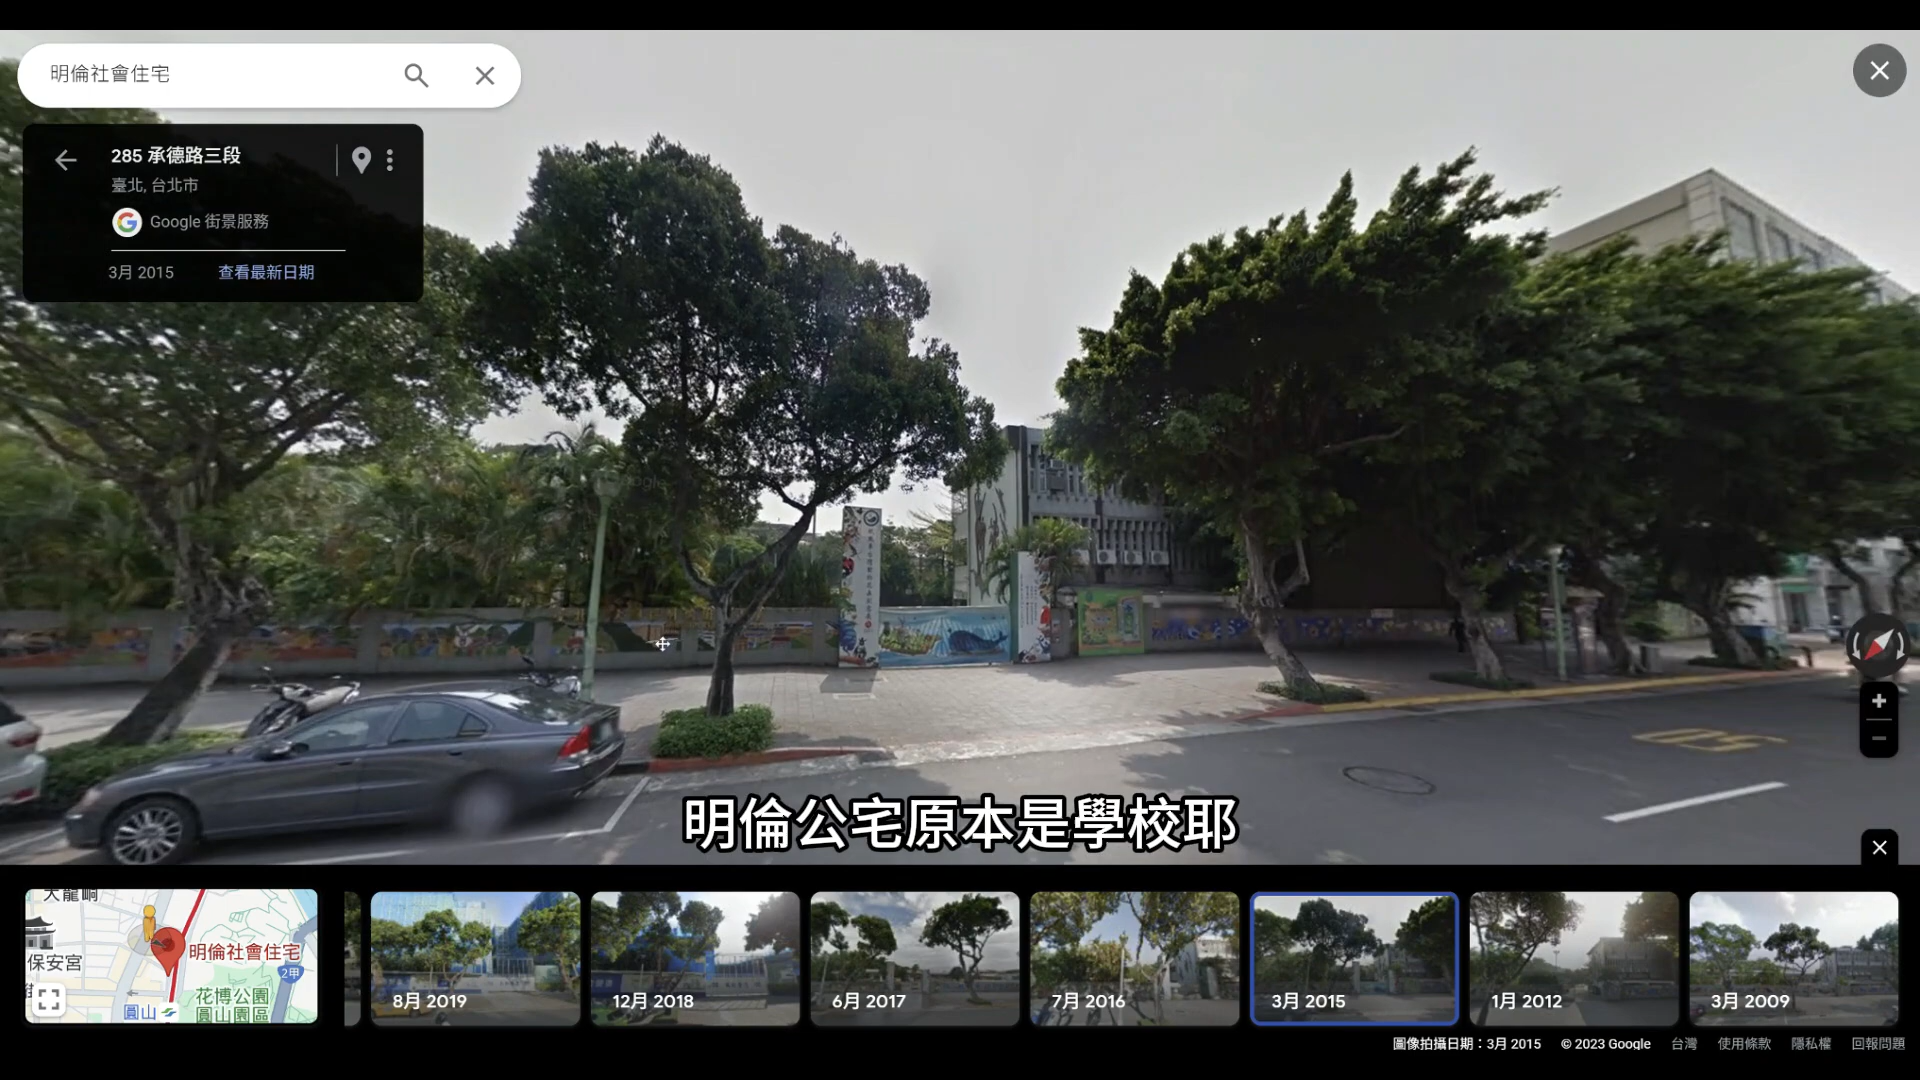 明倫社會住宅
285 承德路三段
臺北, 台北市
Google 街景服務
3月 2015
查看最新日期
明倫公宅原本是學校耶
大龍峒
保安宮
明倫社會住宅
2甲
花博公園
圓山園區
圓山
8月 2019
12月 2018
6月 2017
7月 2016
3月 2015
1月 2012
3月 2009
圖像拍攝日期：3月 2015
© 2023 Google
台灣
使用條款
隱私權
回報問題